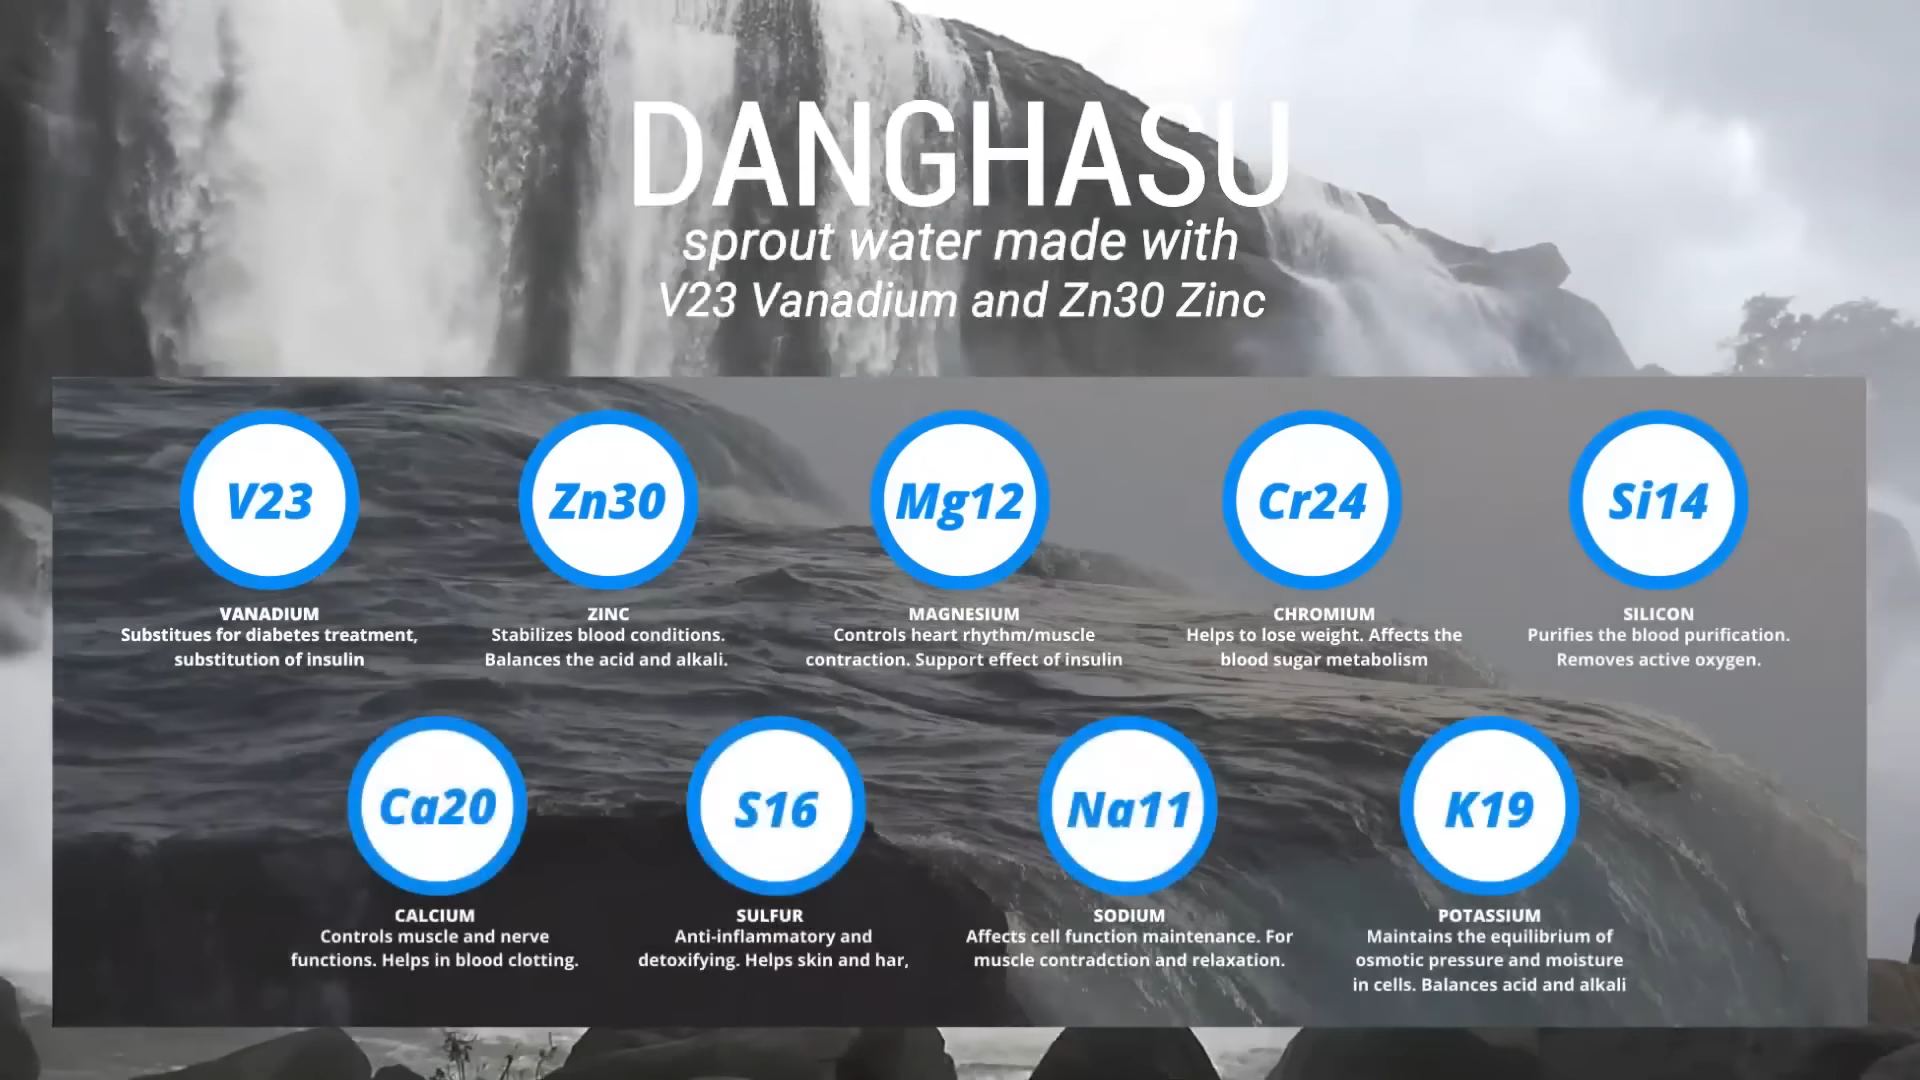 DANGHASU
sprout water made with
V23 Vanadium and Zn30 Zinc
V23
VANADIUM
Substitues for diabetes treatment,
substitution of insulin
Zn30
ZINC
Stabilizes blood conditions.
Balances the acid and alkali.
Mg12
MAGNESIUM
Controls heart rhythm/muscle
contraction. Support effect of insulin
Cr24
CHROMIUM
Helps to lose weight. Affects the
blood sugar metabolism
Si14
SILICON
Purifies the blood purification.
Removes active oxygen.
Ca20
CALCIUM
Controls muscle and nerve
functions. Helps in blood clotting.
S16
SULFUR
Anti-inflammatory and
detoxifying. Helps skin and har,
Na11
SODIUM
Affects cell function maintenance. For
muscle contradction and relaxation.
K19
POTASSIUM
Maintains the equilibrium of
osmotic pressure and moisture
in cells. Balances acid and alkali